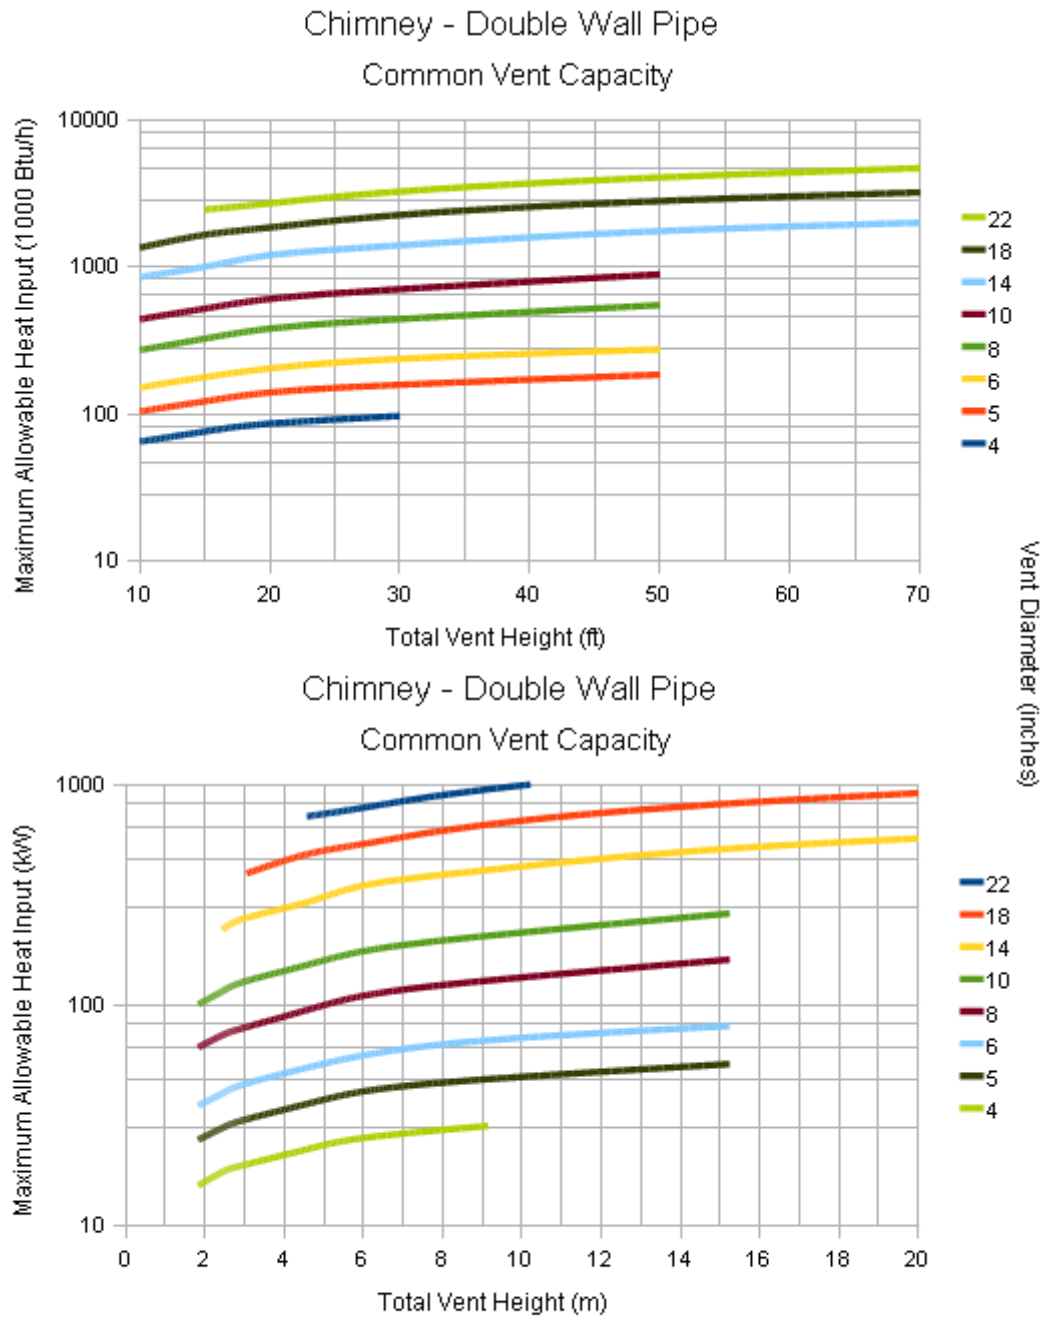 Chimney - Double Wall Pipe
Common Vent Capacity
Maximum Allowable Heat Input (1000 Btu/h)
10000
1000
100
10
10 20 30 40 50 60 70
Total Vent Height (ft)
22
18
14
10
8
6
5
4
Vent Diameter (inches)
Chimney - Double Wall Pipe
Common Vent Capacity
Maximum Allowable Heat Input (kW)
1000
100
10
0 2 4 6 8 10 12 14 16 18 20
Total Vent Height (m)
22
18
14
10
8
6
5
4